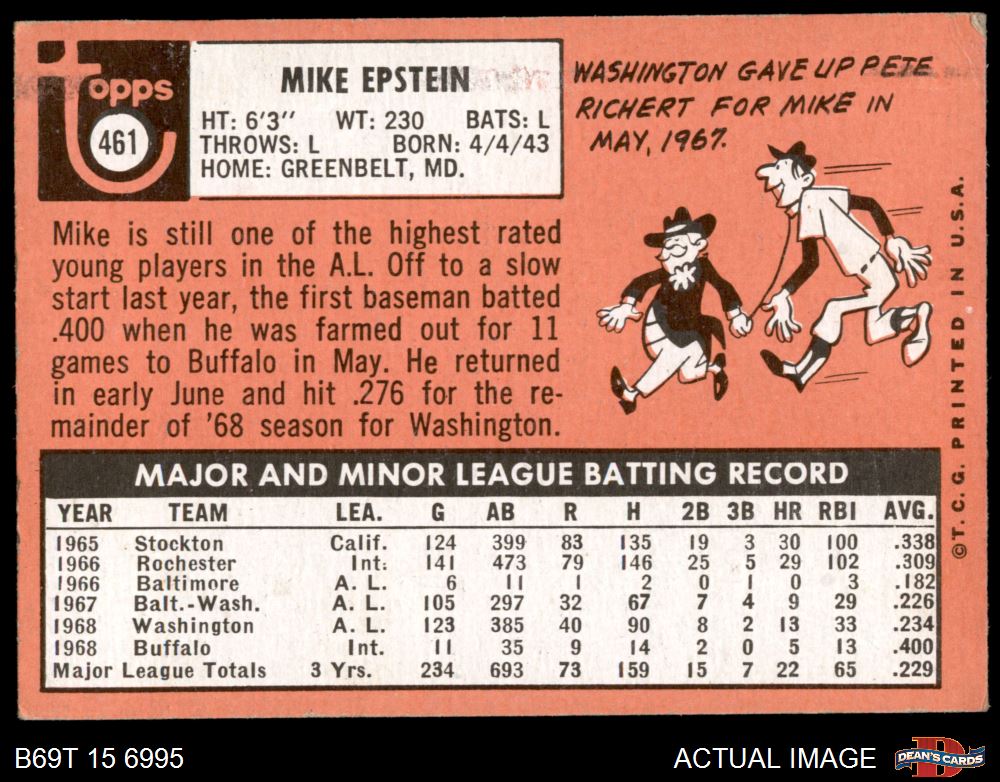 Topps
461
MIKE EPSTEIN
HT: 6'3" WT: 230 BATS: L
THROWS: L BORN: 4/4/43
HOME: GREENBELT, MD.
WASHINGTON GAVE UP PETE
RICHERT FOR MIKE IN
MAY, 1967.
Mike is still one of the highest rated
young players in the A.L. Off to a slow
start last year, the first baseman batted
.400 when he was farmed out for 11
games to Buffalo in May. He returned
in early June and hit .276 for the re-
mainder of '68 season for Washington.
MAJOR AND MINOR LEAGUE BATTING RECORD
YEAR TEAM LEA. G AB R H 2B 3B HR RBI AVG.
1965 Stockton Calif. 124 399 83 135 19 3 30 100 .338
1966 Rochester Int. 141 473 79 146 25 5 29 102 .309
1966 Baltimore A. L. 6 11 1 2 0 1 0 3 .182
1967 Balt.-Wash. A. L. 105 297 32 67 7 4 9 29 .226
1968 Washington A. L. 123 385 40 90 8 2 13 33 .234
1968 Buffalo Int. 11 35 9 14 2 0 5 13 .400
Major League Totals 3 Yrs. 234 693 73 159 15 7 22 65 .229
©T. C. G. PRINTED IN U.S.A.
B69T 15 6995
ACTUAL IMAGE
D
DEAN'S CARDS